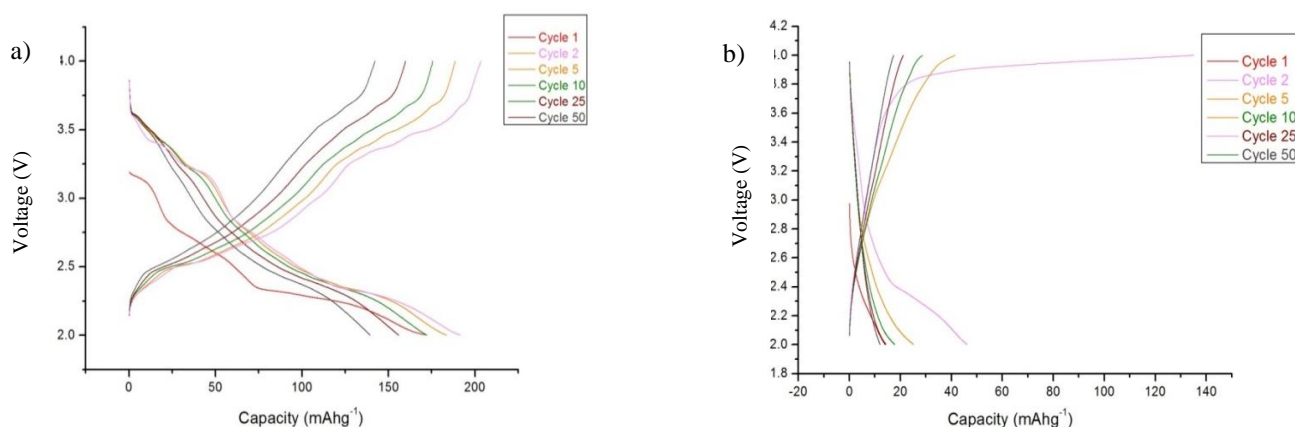 a)
Voltage (V)
4.0
3.5
3.0
2.5
2.0
0
50
100
150
200
Capacity (mAhg⁻¹)
Cycle 1
Cycle 2
Cycle 5
Cycle 10
Cycle 25
Cycle 50
b)
Voltage (V)
4.2
4.0
3.8
3.6
3.4
3.2
3.0
2.8
2.6
2.4
2.2
2.0
1.8
-20
0
20
40
60
80
100
120
140
Capacity (mAhg⁻¹)
Cycle 1
Cycle 2
Cycle 5
Cycle 10
Cycle 25
Cycle 50